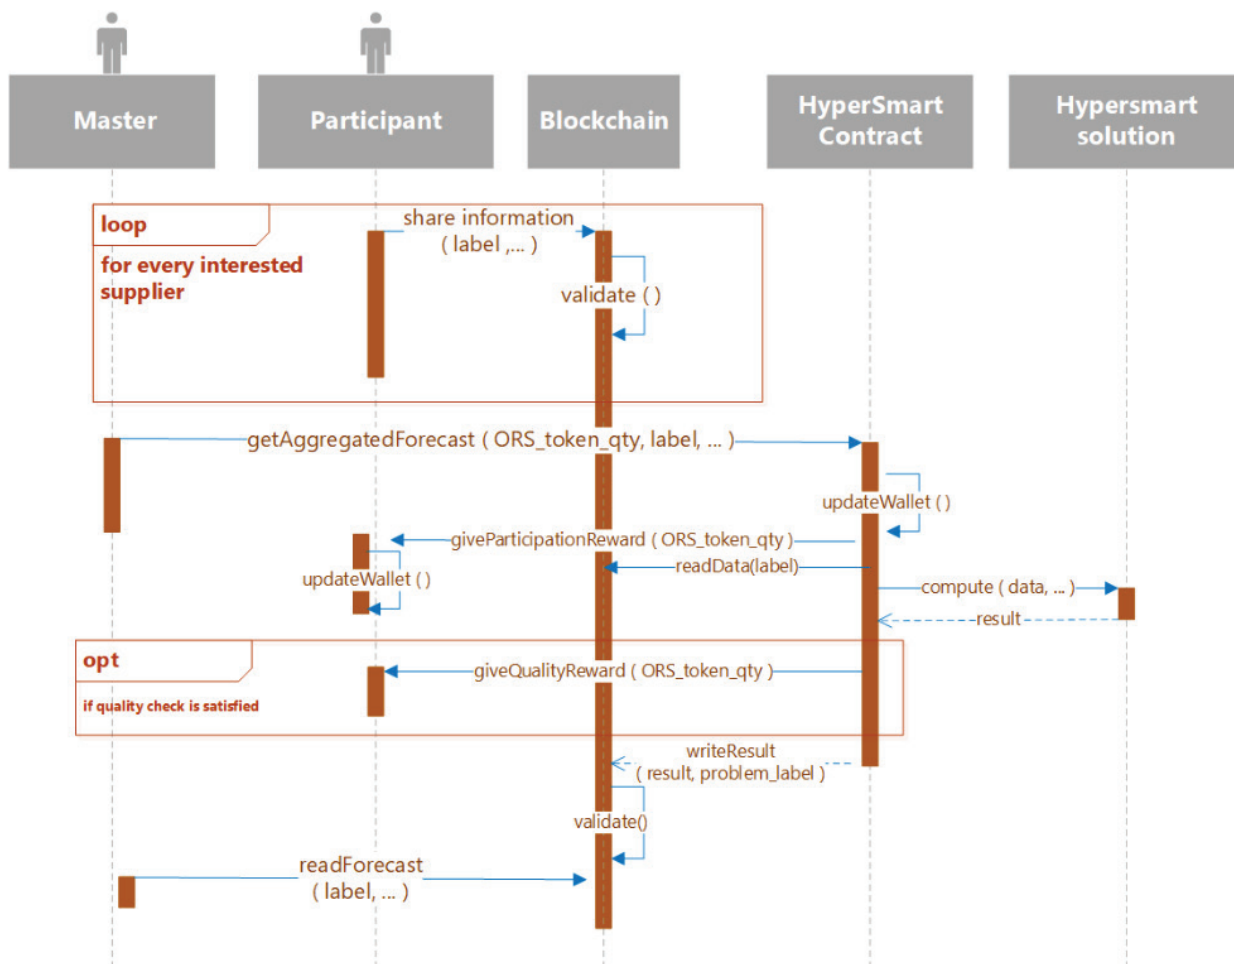 Master
Participant
Blockchain
HyperSmart
Contract
Hypersmart
solution
loop
for every interested
supplier
share information
( label ,... )
validate ( )
getAggregatedForecast ( ORS_token_qty, label, ... )
updateWallet ( )
giveParticipationReward ( ORS_token_qty )
readData(label)
updateWallet ( )
compute ( data, ... )
result
opt
if quality check is satisfied
giveQualityReward ( ORS_token_qty )
writeResult
( result, problem_label )
validate()
readForecast
( label, ... )